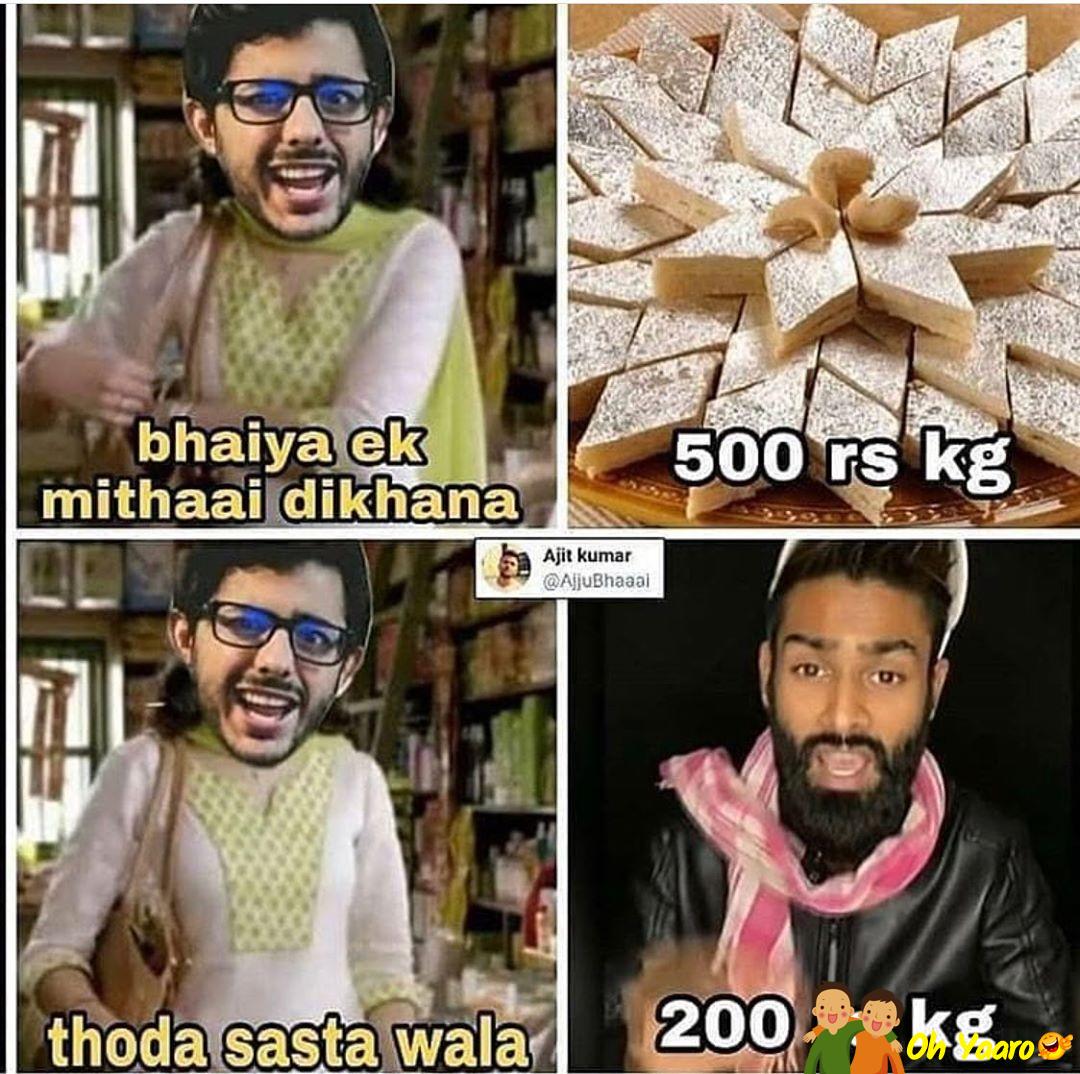 bhaiya ek
mithaai dikhana
500 rs kg
Ajit kumar
@AjjuBhaaai
thoda sasta wala
200 kg
Oh Yaaro